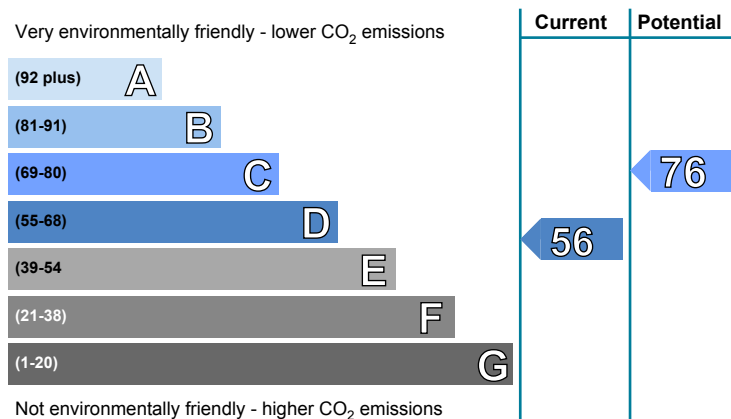 Very environmentally friendly - lower CO₂ emissions
Current
Potential
(92 plus) A
(81-91) B
(69-80) C
76
(55-68) D
56
(39-54 E
(21-38) F
(1-20) G
Not environmentally friendly - higher CO₂ emissions